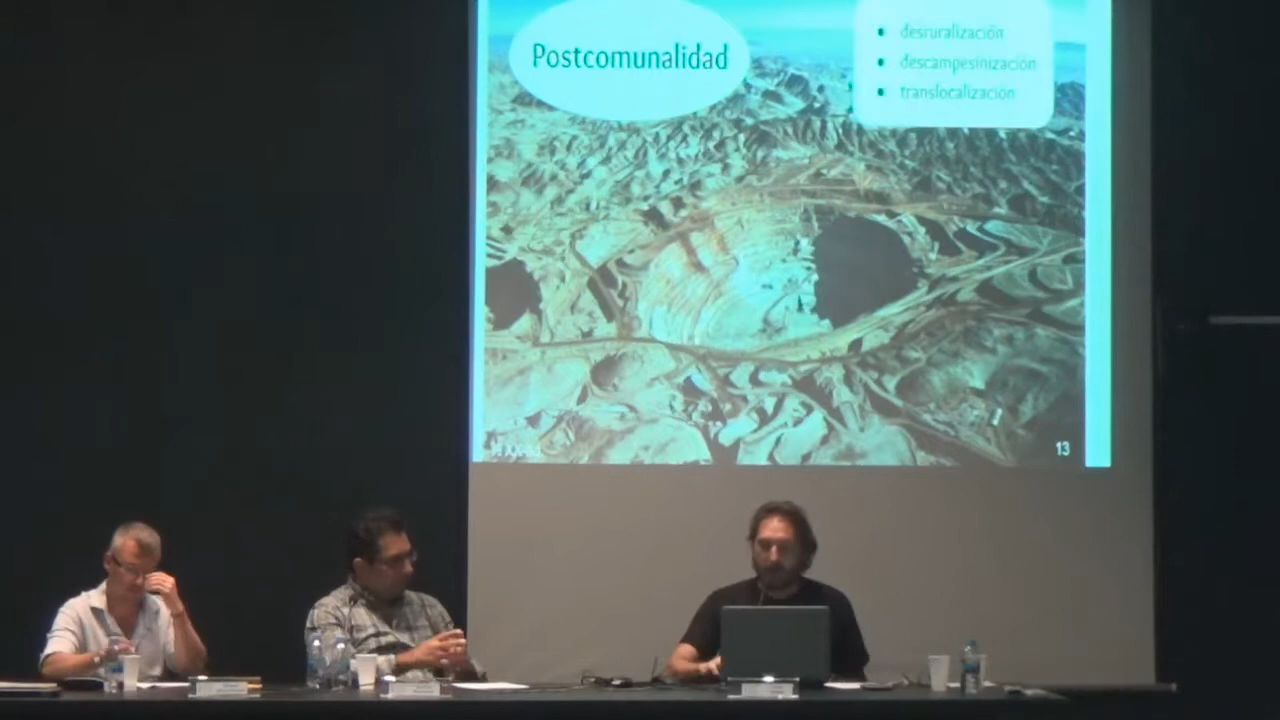 Postcomunalidad
desruralización
descampesinización
translocalización
13